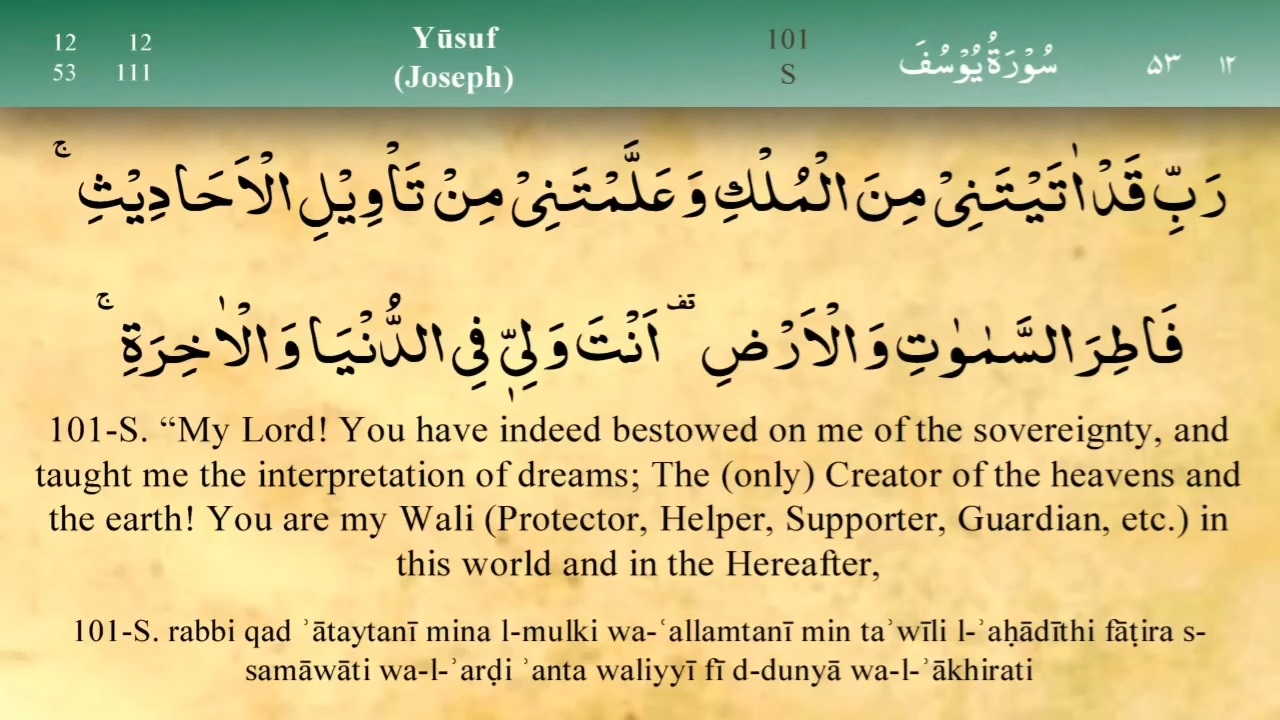 12 12 Yūsuf 101 سُوْرَةُ يُوْسُفَ ۵۳ ۱۲
53 111 (Joseph) S
رَبِّ قَدْ اٰتَيْتَنِىْ مِنَ الْمُلْكِ وَ عَلَّمْتَنِىْ مِنْ تَاْوِيْلِ الْاَحَادِيْثِ ۚ
فَاطِرَ السَّمٰوٰتِ وَ الْاَرْضِ ۗقف اَنْتَ وَلِىّٖ فِى الدُّنْيَا وَ الْاٰخِرَةِ ۚ
101-S. “My Lord! You have indeed bestowed on me of the sovereignty, and
taught me the interpretation of dreams; The (only) Creator of the heavens and
the earth! You are my Wali (Protector, Helper, Supporter, Guardian, etc.) in
this world and in the Hereafter,
101-S. rabbi qad ʾātaytanī mina l-mulki wa-ʿallamtanī min taʾwīli l-ʾaḥādīthi fāṭira s-
samāwāti wa-l-ʾarḍi ʾanta waliyyī fī d-dunyā wa-l-ʾākhirati